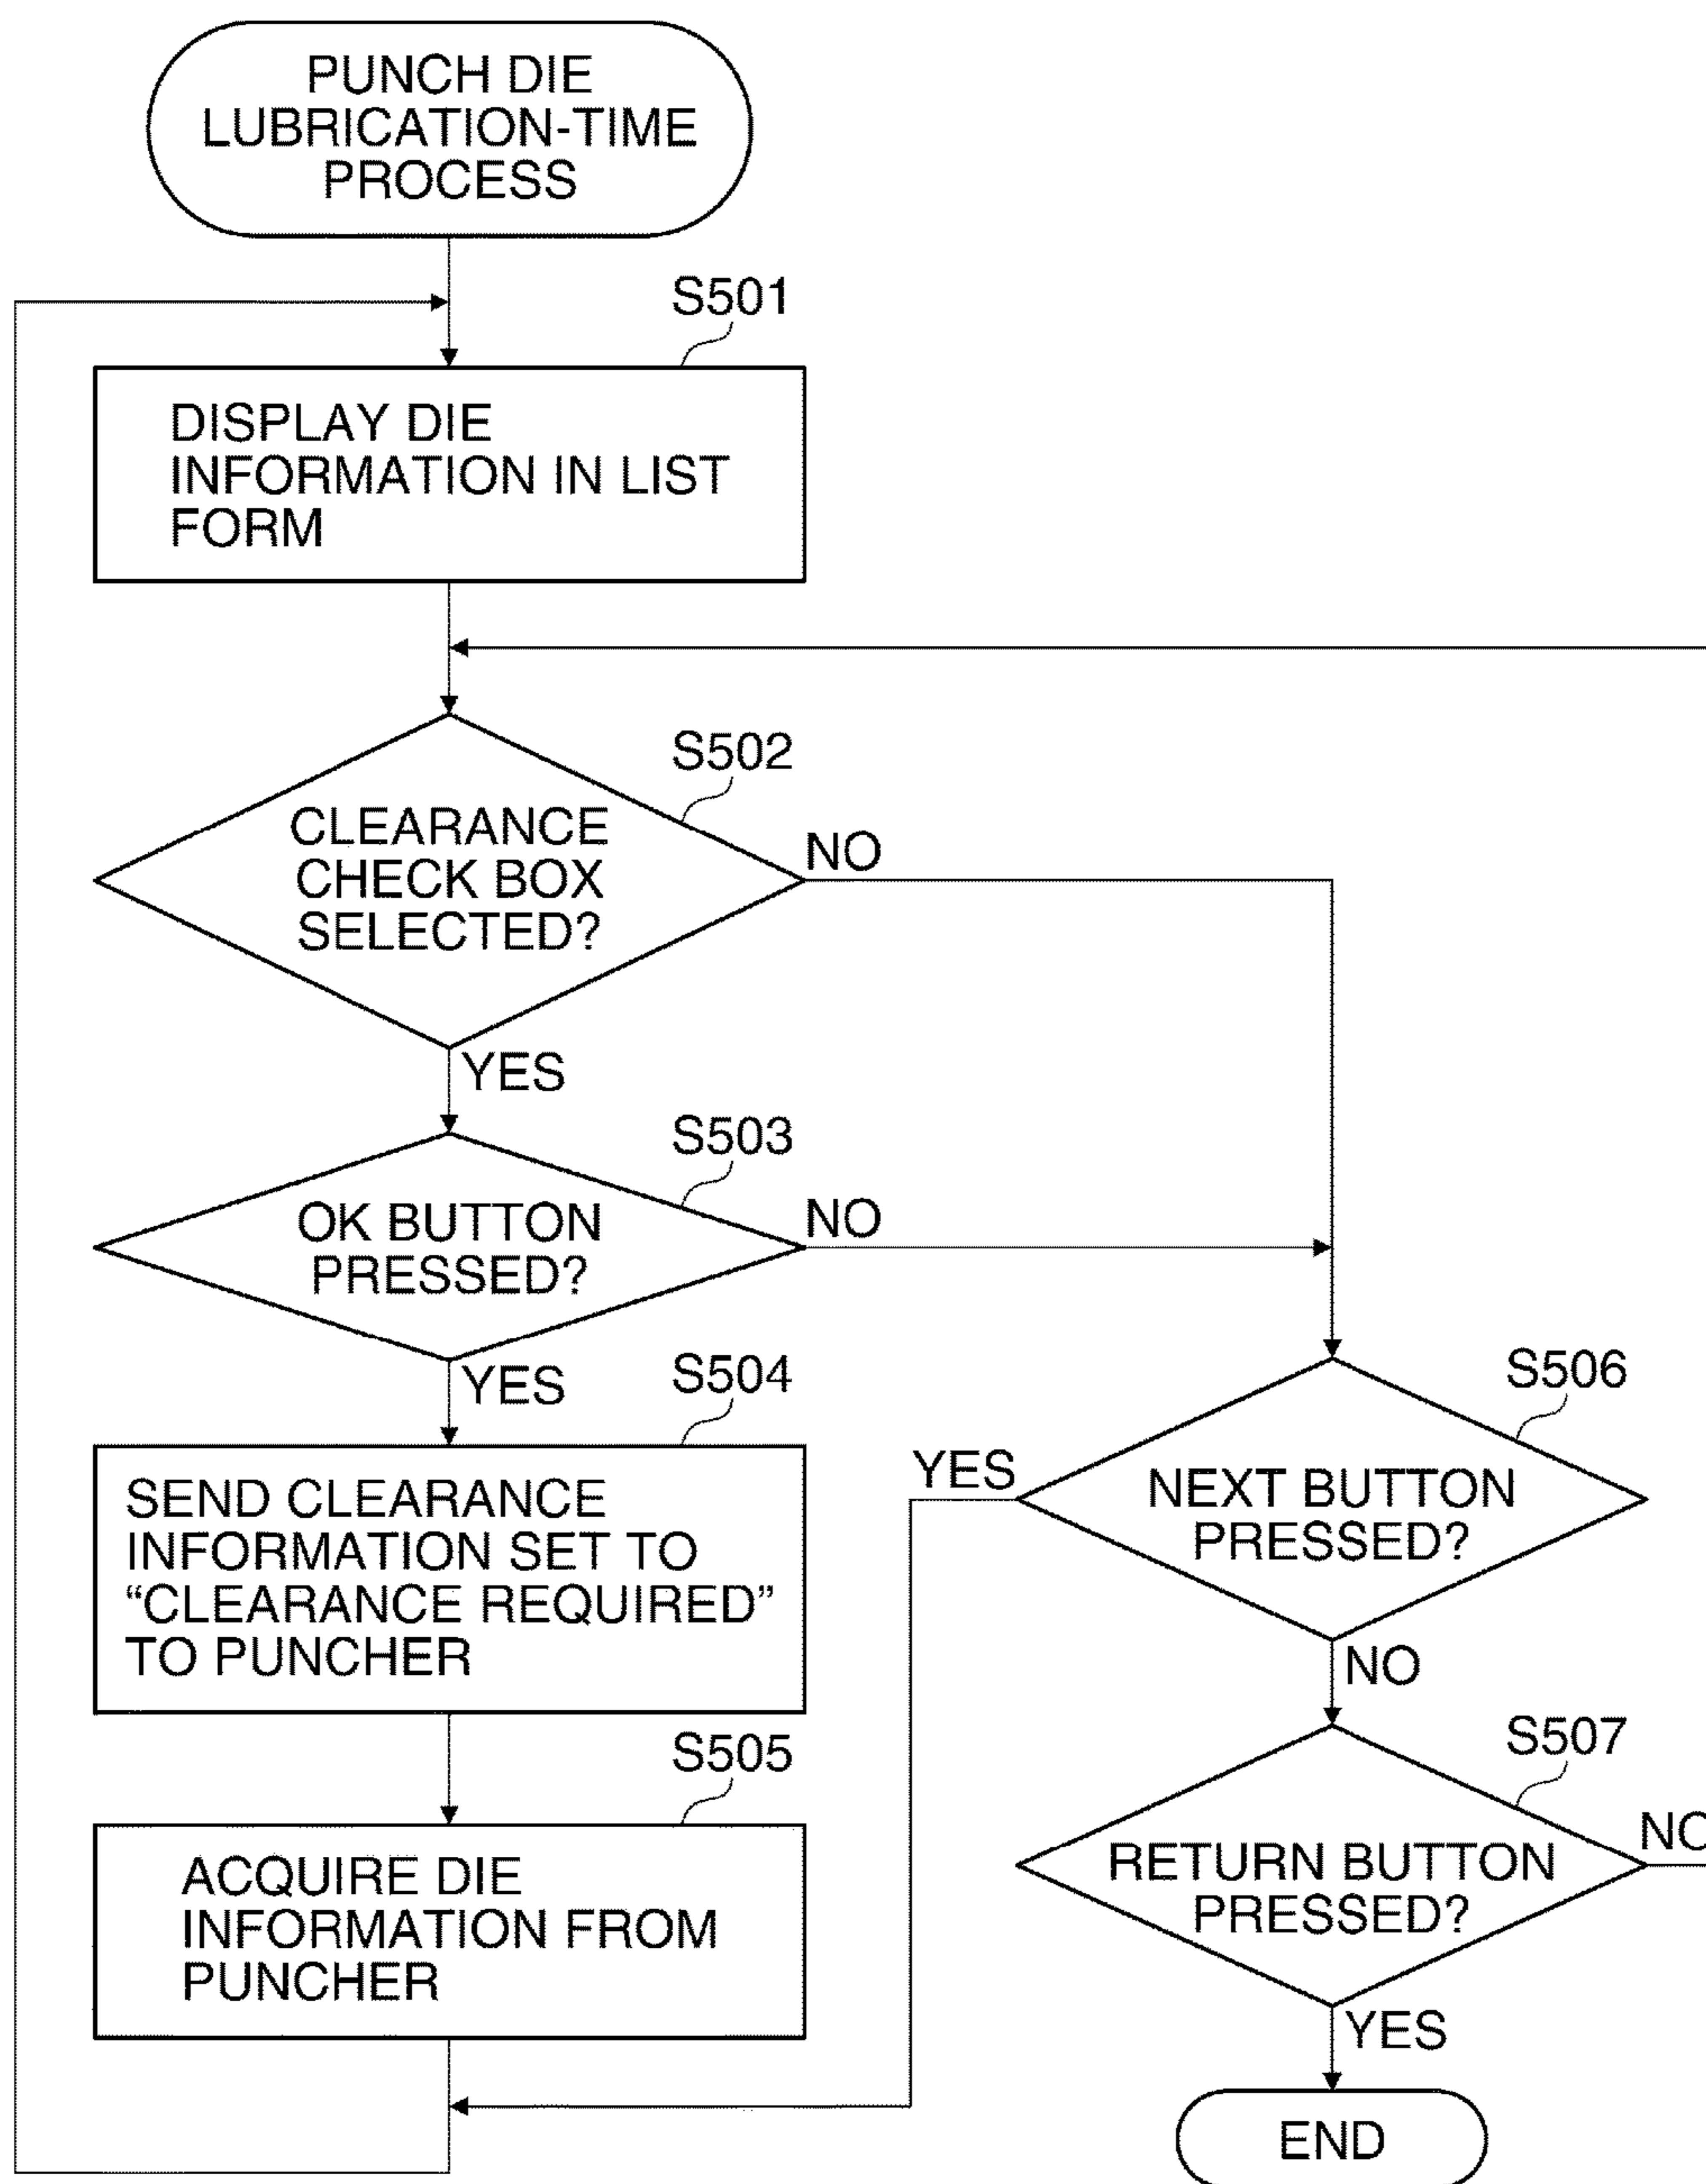 PUNCH DIE
LUBRICATION-TIME
PROCESS
S501
DISPLAY DIE
INFORMATION IN LIST
FORM
S502
CLEARANCE
CHECK BOX
SELECTED?
NO
YES
S503
OK BUTTON
PRESSED?
NO
YES
S504
SEND CLEARANCE
INFORMATION SET TO
“CLEARANCE REQUIRED”
TO PUNCHER
S505
ACQUIRE DIE
INFORMATION FROM
PUNCHER
S506
YES
NEXT BUTTON
PRESSED?
NO
S507
RETURN BUTTON
PRESSED?
NO
YES
END